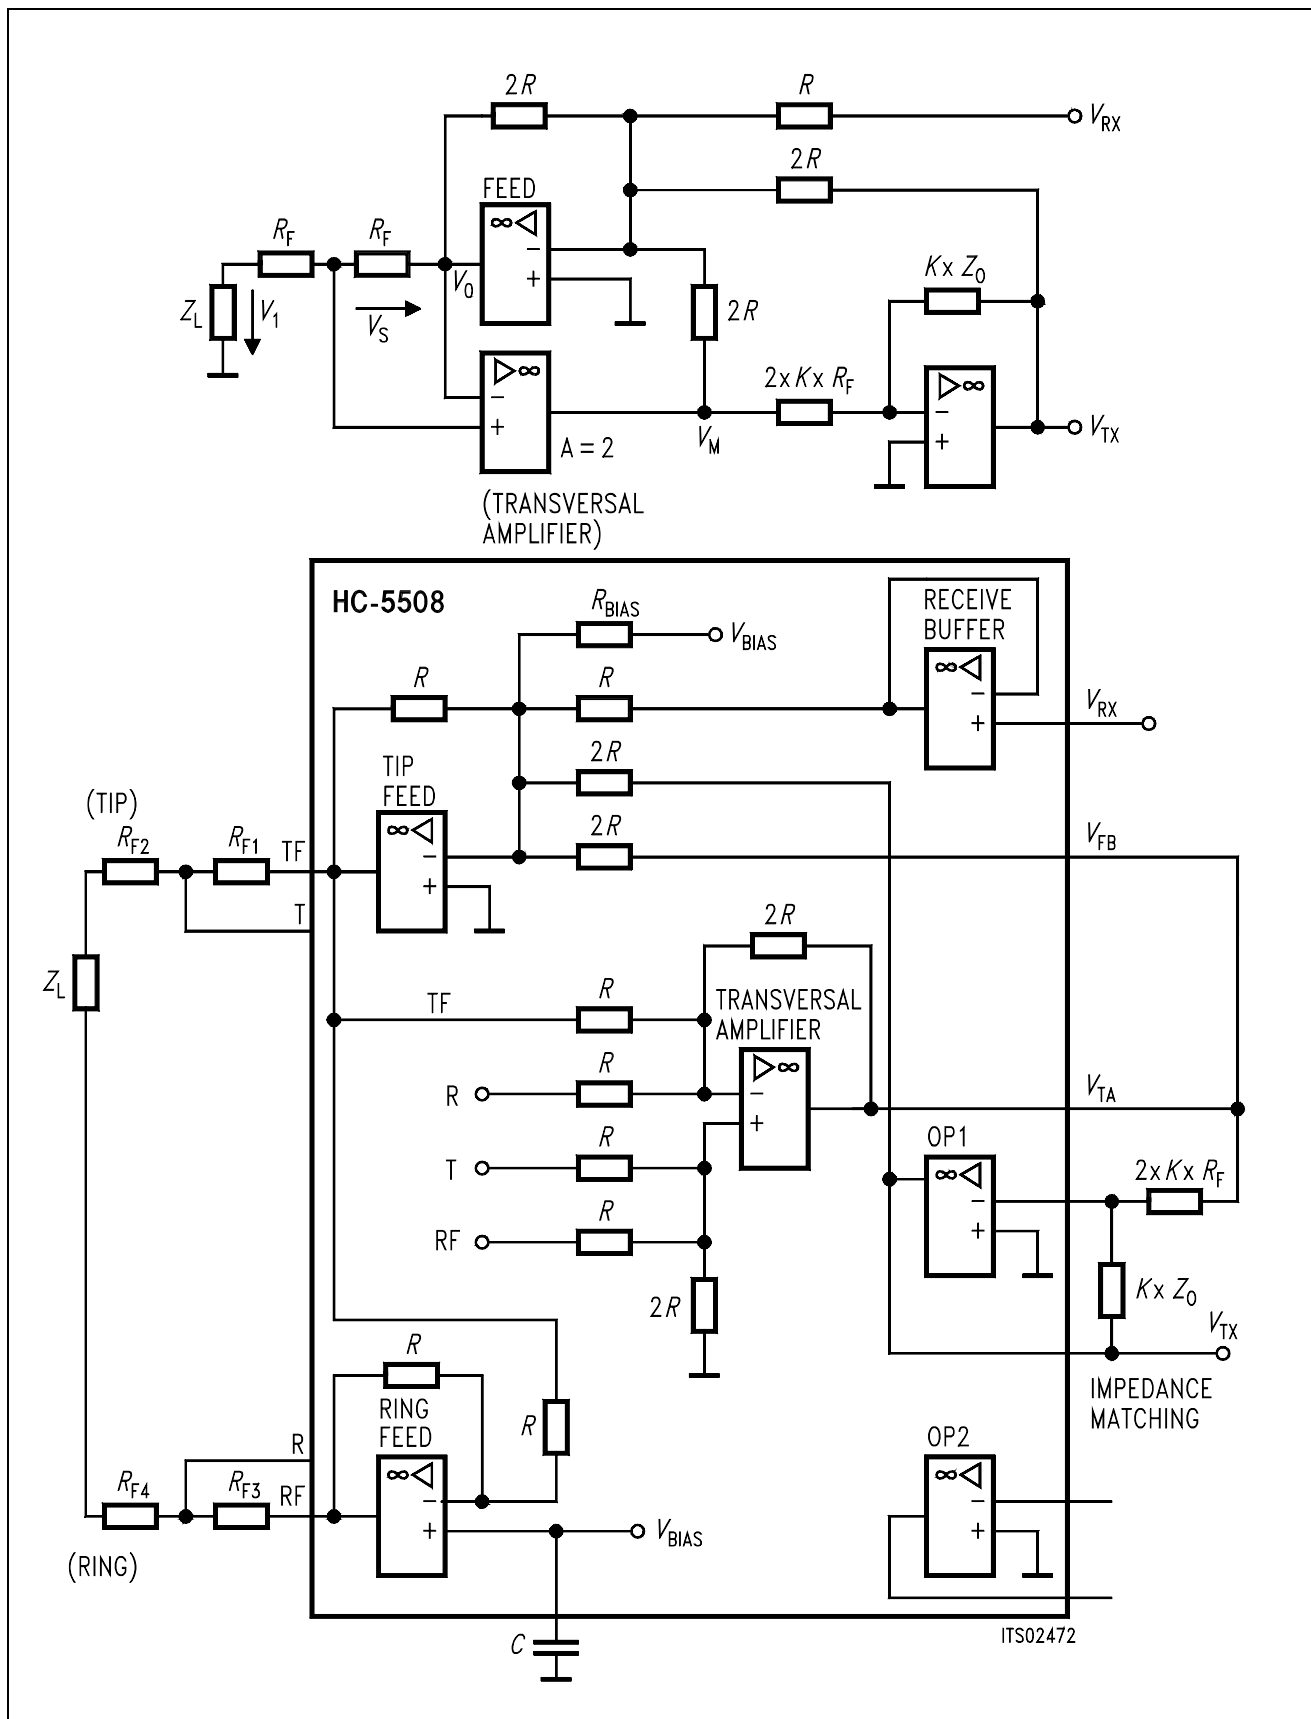 2R
R
VRX
2R
FEED
∞
−
+
RF
RF
V0
ZL
V1
VS
2R
K x Z0
∞
−
+
A = 2
VM
2 x K x RF
∞
−
+
VTX
(TRANSVERSAL
AMPLIFIER)
HC-5508
RBIAS
VBIAS
RECEIVE
BUFFER
∞
−
+
VRX
R
R
2R
TIP
FEED
∞
−
+
2R
VFB
(TIP)
RF2
RF1
TF
T
ZL
2R
TF
R
TRANSVERSAL
AMPLIFIER
∞
−
+
R
R
T
R
RF
R
2R
VTA
OP1
∞
−
+
2 x K x RF
K x Z0
VTX
IMPEDANCE
MATCHING
R
RING
FEED
∞
−
+
R
R
RF4
RF3
RF
(RING)
VBIAS
OP2
∞
−
+
C
ITS02472